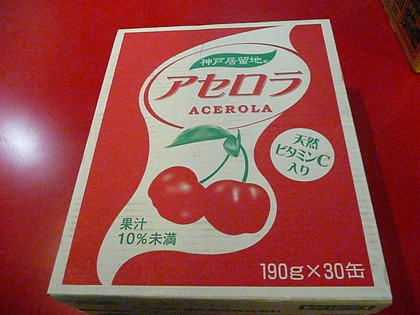 神戸居留地®
アセロラ
ACEROLA
天然
ビタミンC
入り
果汁
10%未満
190g×30缶